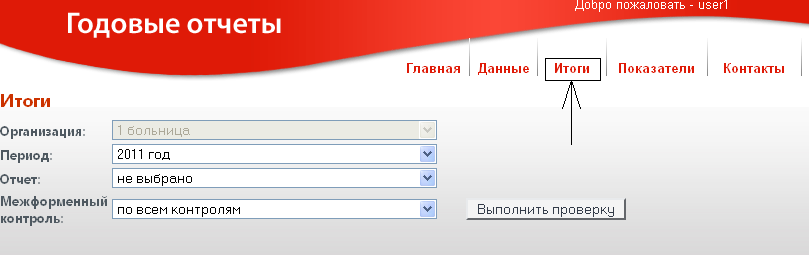 Добро пожаловать - user1
Годовые отчеты
Главная Данные Итоги Показатели Контакты
Итоги
Организация: 1 больница
Период: 2011 год
Отчет: не выбрано
Межформенный
контроль: по всем контролям Выполнить проверку